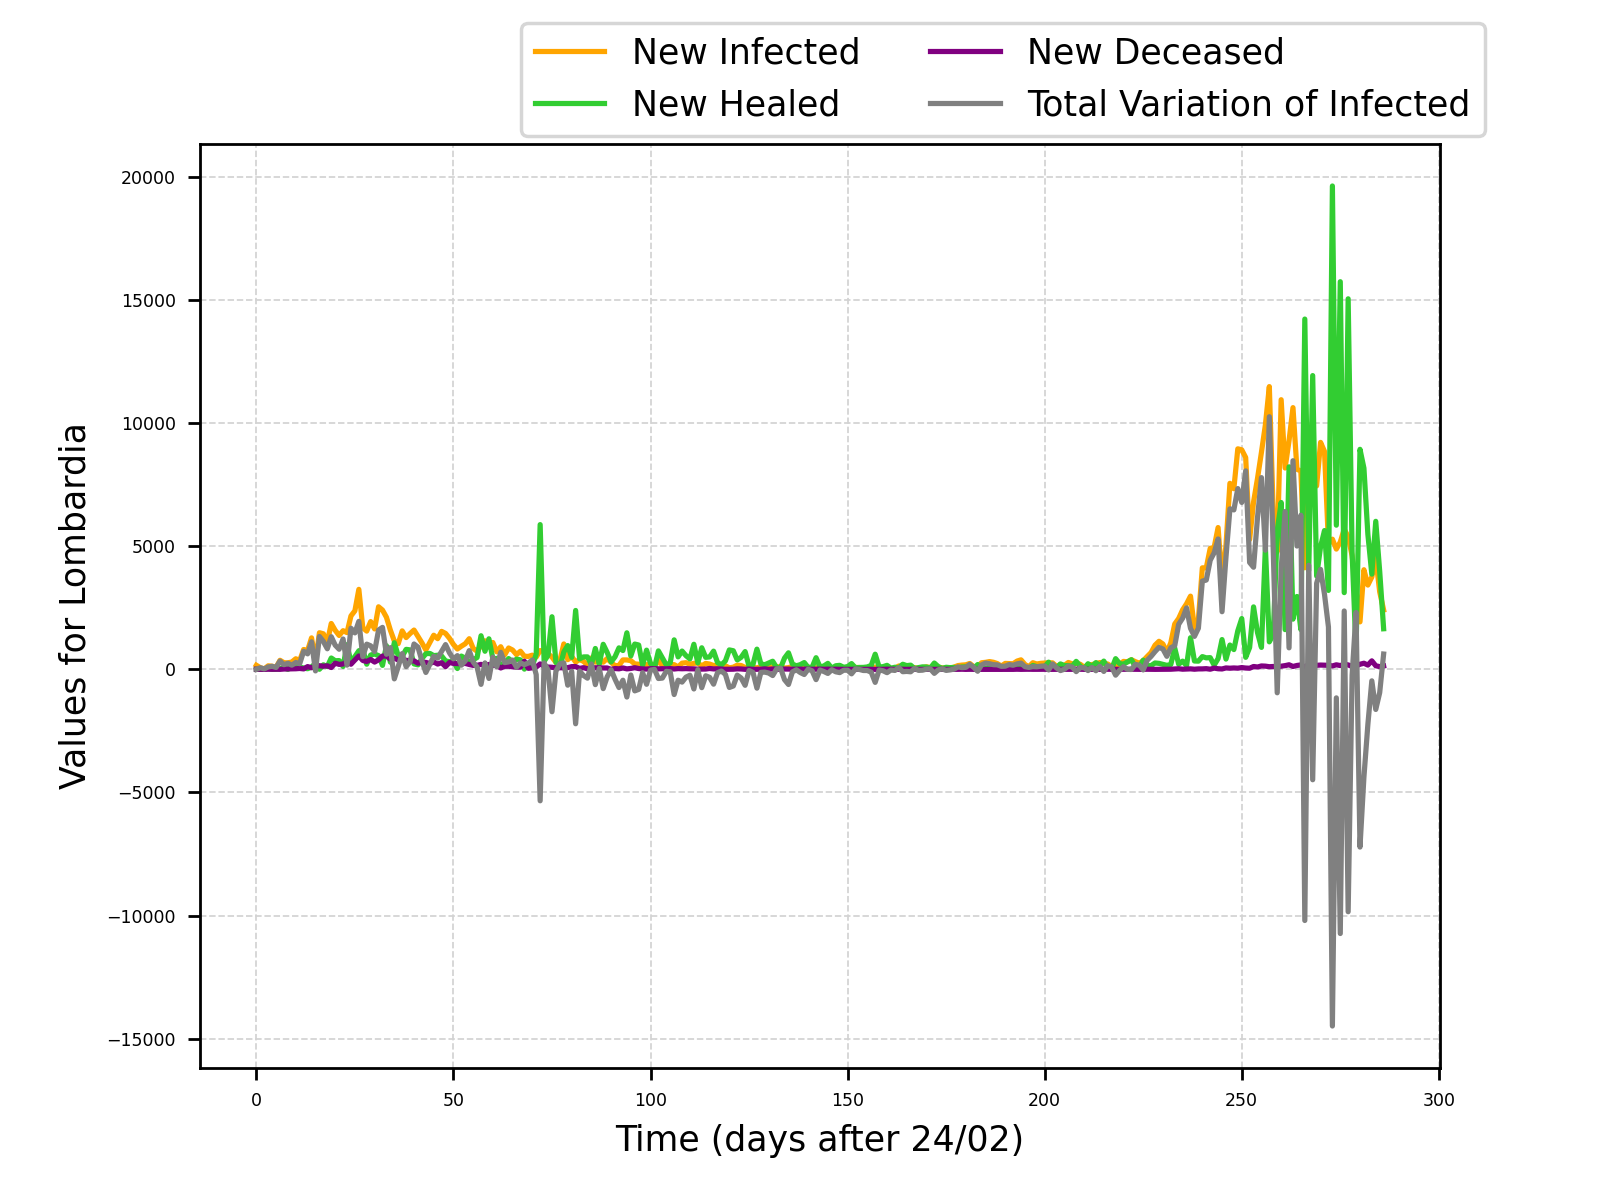 New Infected
New Healed
New Deceased
Total Variation of Infected
20000
15000
10000
5000
0
−5000
−10000
−15000
Values for Lombardia
0 50 100 150 200 250 300
Time (days after 24/02)